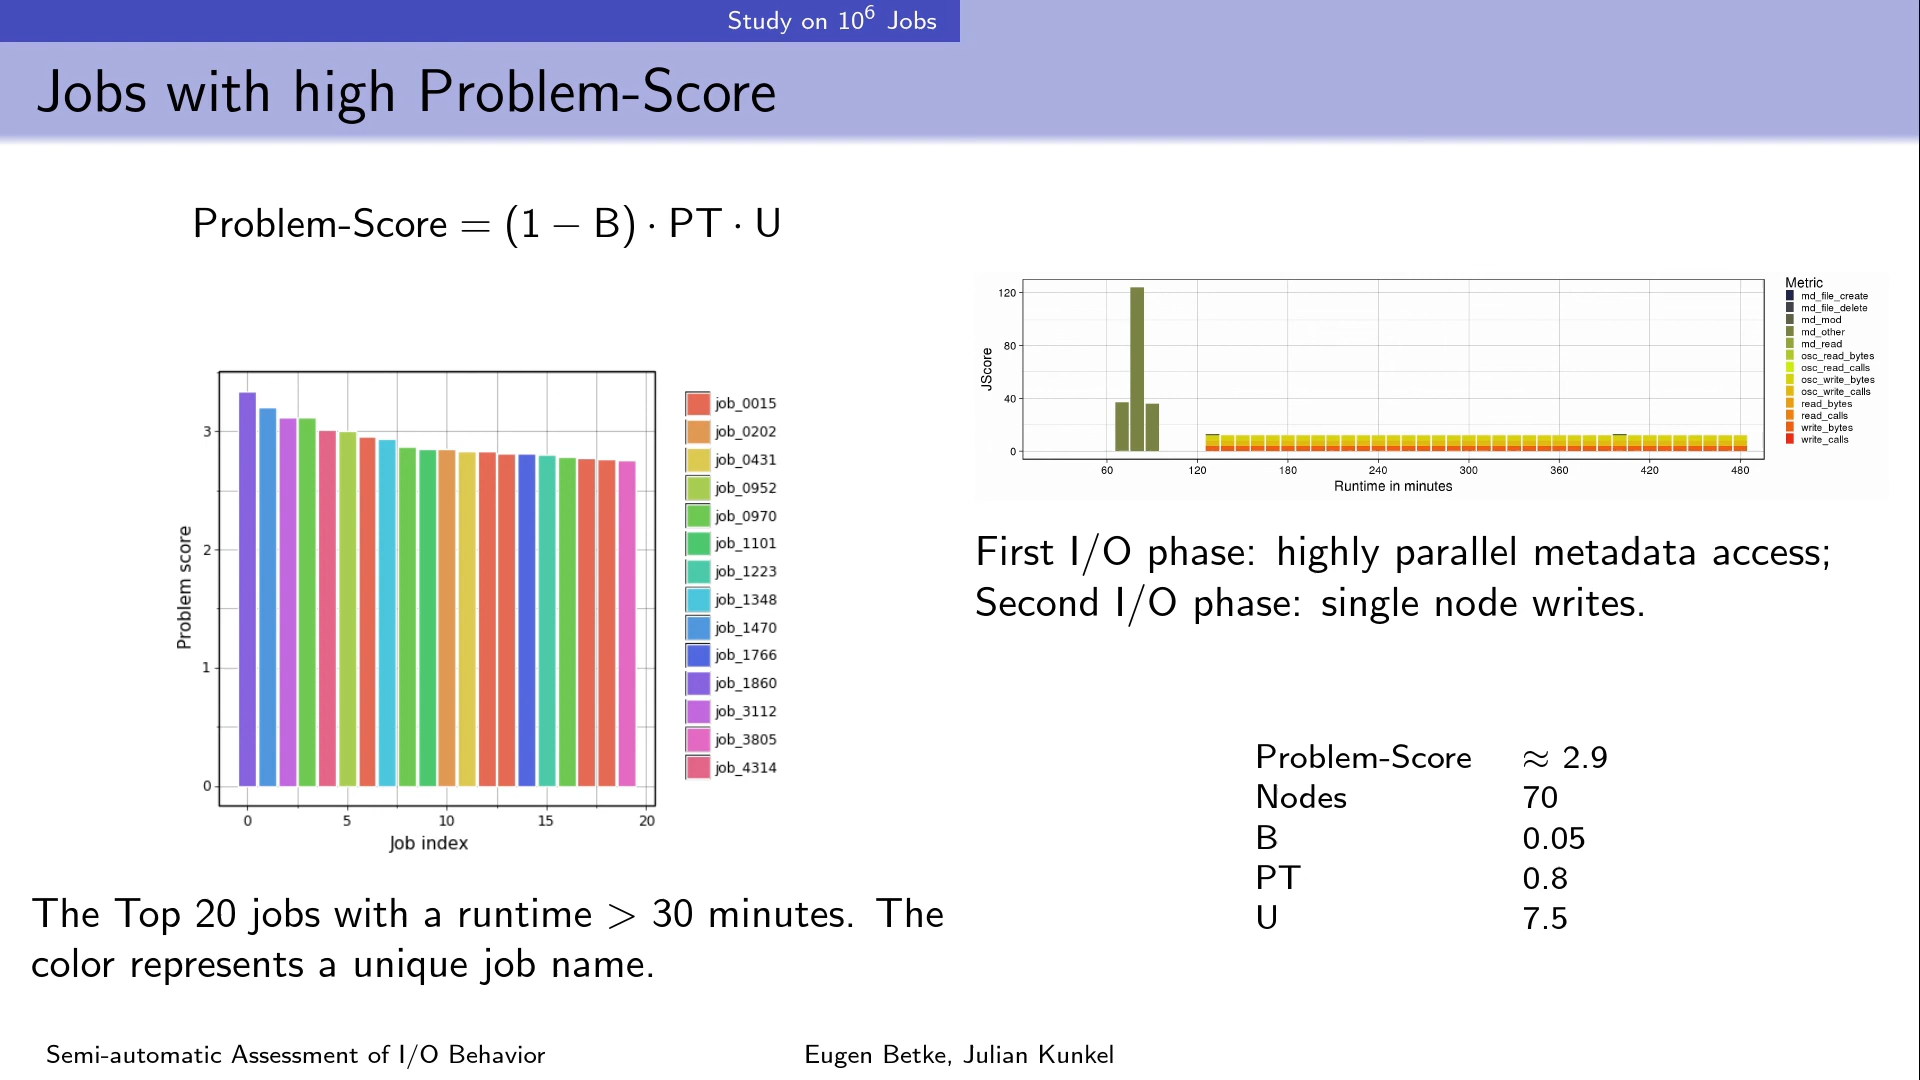 Study on 10⁶ Jobs
Jobs with high Problem-Score
Problem-Score = (1 − B) · PT · U
3
2
1
0
Problem score
0 5 10 15 20
Job index
job_0015
job_0202
job_0431
job_0952
job_0970
job_1101
job_1223
job_1348
job_1470
job_1766
job_1860
job_3112
job_3805
job_4314
The Top 20 jobs with a runtime > 30 minutes. The
color represents a unique job name.
120
80
40
0
JScore
60 120 180 240 300 360 420 480
Runtime in minutes
Metric
md_file_create
md_file_delete
md_mod
md_other
md_read
osc_read_bytes
osc_read_calls
osc_write_bytes
osc_write_calls
read_bytes
read_calls
write_bytes
write_calls
First I/O phase: highly parallel metadata access;
Second I/O phase: single node writes.
Problem-Score ≈ 2.9
Nodes 70
B 0.05
PT 0.8
U 7.5
Semi-automatic Assessment of I/O Behavior
Eugen Betke, Julian Kunkel